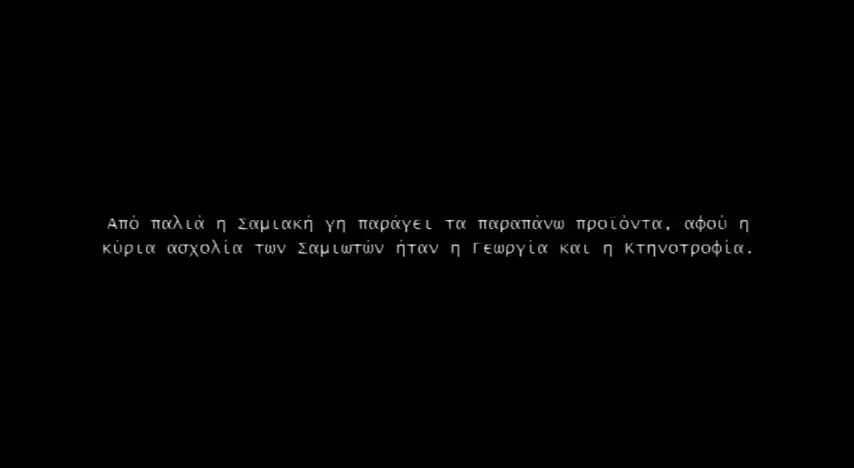 Από παλιά η Σαμιακή γη παράγει τα παραπάνω προϊόντα, αφού η
κύρια ασχολία των Σαμιωτών ήταν η Γεωργία και η Κτηνοτροφία.